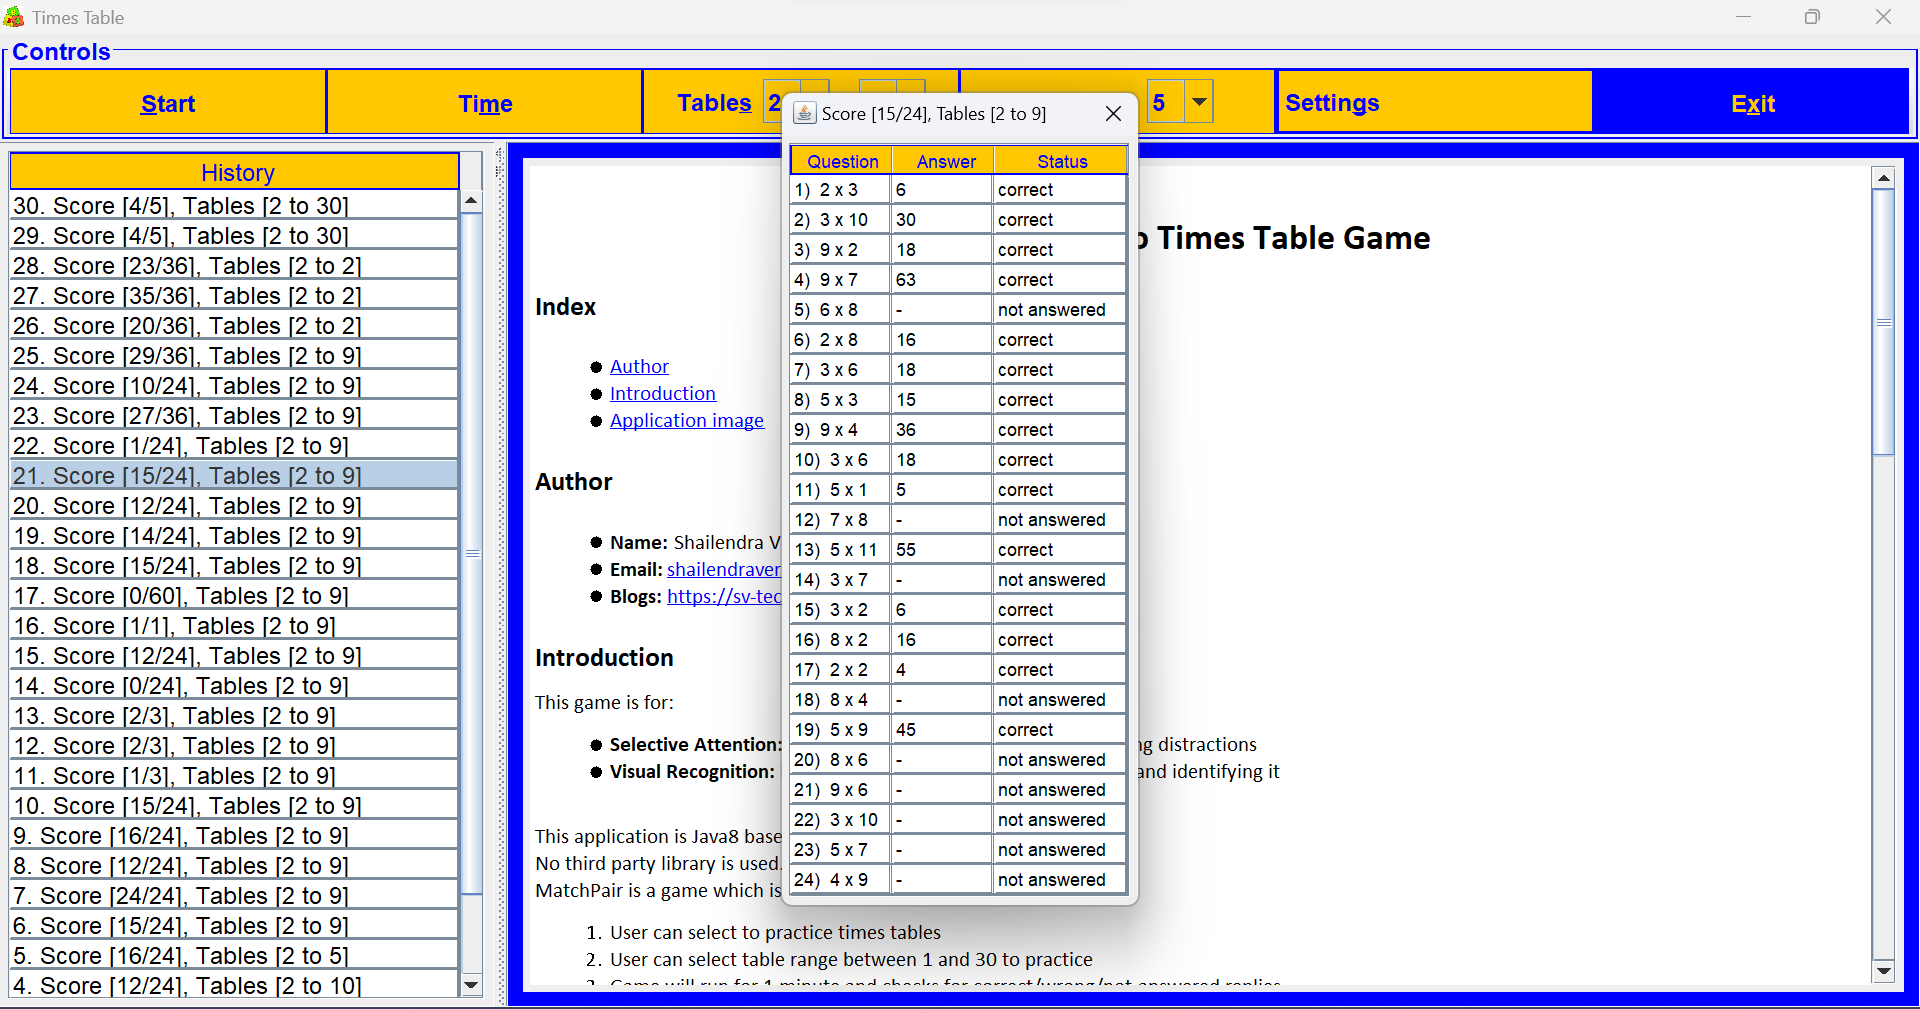 Times Table
Controls
Start
Time
Tables
2
5
Settings
Exit
History
30. Score [4/5], Tables [2 to 30]
29. Score [4/5], Tables [2 to 30]
28. Score [23/36], Tables [2 to 2]
27. Score [35/36], Tables [2 to 2]
26. Score [20/36], Tables [2 to 2]
25. Score [29/36], Tables [2 to 9]
24. Score [10/24], Tables [2 to 9]
23. Score [27/36], Tables [2 to 9]
22. Score [1/24], Tables [2 to 9]
21. Score [15/24], Tables [2 to 9]
20. Score [12/24], Tables [2 to 9]
19. Score [14/24], Tables [2 to 9]
18. Score [15/24], Tables [2 to 9]
17. Score [0/60], Tables [2 to 9]
16. Score [1/1], Tables [2 to 9]
15. Score [12/24], Tables [2 to 9]
14. Score [0/24], Tables [2 to 9]
13. Score [2/3], Tables [2 to 9]
12. Score [2/3], Tables [2 to 9]
11. Score [1/3], Tables [2 to 9]
10. Score [15/24], Tables [2 to 9]
9. Score [16/24], Tables [2 to 9]
8. Score [12/24], Tables [2 to 9]
7. Score [24/24], Tables [2 to 9]
6. Score [15/24], Tables [2 to 9]
5. Score [16/24], Tables [2 to 5]
4. Score [12/24], Tables [2 to 10]
Score [15/24], Tables [2 to 9]
Question Answer Status
1) 2 x 3 6 correct
2) 3 x 10 30 correct
3) 9 x 2 18 correct
4) 9 x 7 63 correct
5) 6 x 8 - not answered
6) 2 x 8 16 correct
7) 3 x 6 18 correct
8) 5 x 3 15 correct
9) 9 x 4 36 correct
10) 3 x 6 18 correct
11) 5 x 1 5 correct
12) 7 x 8 - not answered
13) 5 x 11 55 correct
14) 3 x 7 - not answered
15) 3 x 2 6 correct
16) 8 x 2 16 correct
17) 2 x 2 4 correct
18) 8 x 4 - not answered
19) 5 x 9 45 correct
20) 8 x 6 - not answered
21) 9 x 6 - not answered
22) 3 x 10 - not answered
23) 5 x 7 - not answered
24) 4 x 9 - not answered
Times Table Game
Index
Author
Introduction
Application image
Author
Name: Shailendra V
Email: shailendraver
Blogs: https://sv-tec
Introduction
This game is for:
Selective Attention: ng distractions
Visual Recognition: and identifying it
This application is Java8 base
No third party library is used.
MatchPair is a game which is
1. User can select to practice times tables
2. User can select table range between 1 and 30 to practice